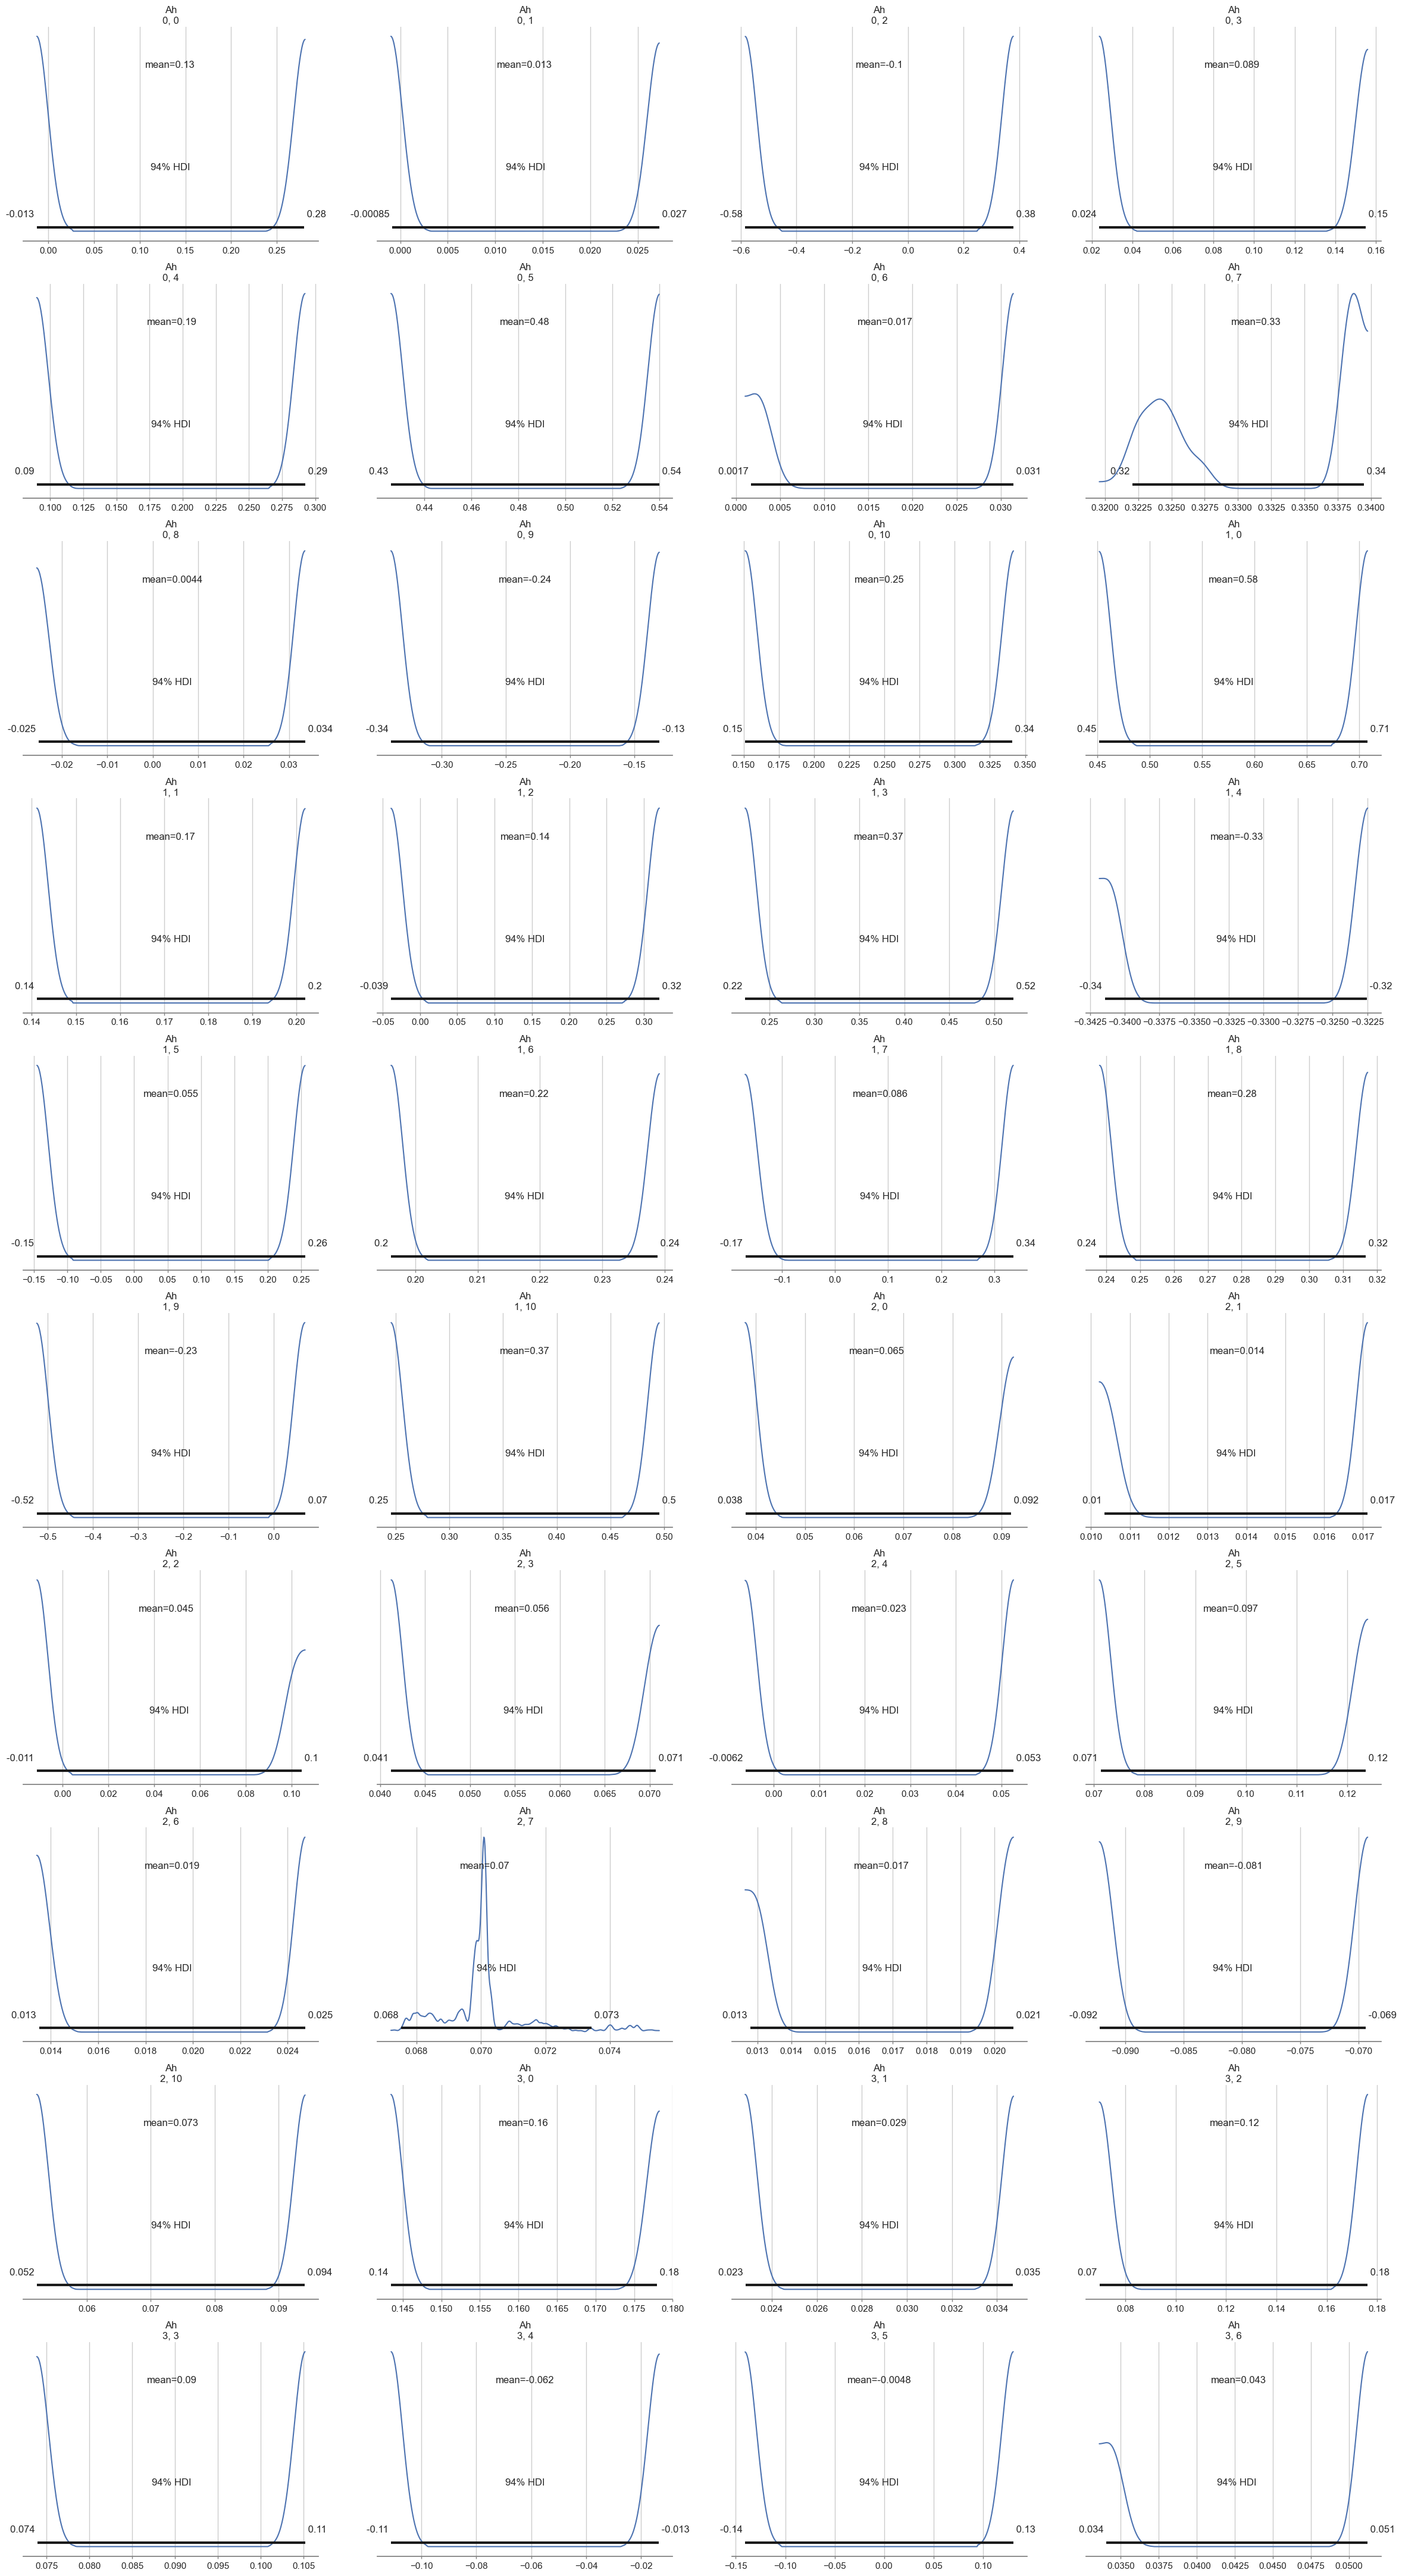 Ah
0, 0
mean=0.13
94% HDI
-0.013 0.28
0.00 0.05 0.10 0.15 0.20 0.25
Ah
0, 1
mean=0.013
94% HDI
-0.00085 0.027
0.000 0.005 0.010 0.015 0.020 0.025
Ah
0, 2
mean=-0.1
94% HDI
-0.58 0.38
−0.6 −0.4 −0.2 0.0 0.2 0.4
Ah
0, 3
mean=0.089
94% HDI
0.024 0.15
0.02 0.04 0.06 0.08 0.10 0.12 0.14 0.16
Ah
0, 4
mean=0.19
94% HDI
0.09 0.29
0.100 0.125 0.150 0.175 0.200 0.225 0.250 0.275 0.300
Ah
0, 5
mean=0.48
94% HDI
0.43 0.54
0.44 0.46 0.48 0.50 0.52 0.54
Ah
0, 6
mean=0.017
94% HDI
0.0017 0.031
0.000 0.005 0.010 0.015 0.020 0.025 0.030
Ah
0, 7
mean=0.33
94% HDI
0.32 0.34
0.3200 0.3225 0.3250 0.3275 0.3300 0.3325 0.3350 0.3375 0.3400
Ah
0, 8
mean=0.0044
94% HDI
-0.025 0.034
−0.02 −0.01 0.00 0.01 0.02 0.03
Ah
0, 9
mean=-0.24
94% HDI
-0.34 -0.13
−0.30 −0.25 −0.20 −0.15
Ah
0, 10
mean=0.25
94% HDI
0.15 0.34
0.150 0.175 0.200 0.225 0.250 0.275 0.300 0.325 0.350
Ah
1, 0
mean=0.58
94% HDI
0.45 0.71
0.45 0.50 0.55 0.60 0.65 0.70
Ah
1, 1
mean=0.17
94% HDI
0.14 0.2
0.14 0.15 0.16 0.17 0.18 0.19 0.20
Ah
1, 2
mean=0.14
94% HDI
-0.039 0.32
−0.05 0.00 0.05 0.10 0.15 0.20 0.25 0.30
Ah
1, 3
mean=0.37
94% HDI
0.22 0.52
0.25 0.30 0.35 0.40 0.45 0.50
Ah
1, 4
mean=-0.33
94% HDI
-0.34 -0.32
−0.3425 −0.3400 −0.3375 −0.3350 −0.3325 −0.3300 −0.3275 −0.3250 −0.3225
Ah
1, 5
mean=0.055
94% HDI
-0.15 0.26
−0.15 −0.10 −0.05 0.00 0.05 0.10 0.15 0.20 0.25
Ah
1, 6
mean=0.22
94% HDI
0.2 0.24
0.20 0.21 0.22 0.23 0.24
Ah
1, 7
mean=0.086
94% HDI
-0.17 0.34
−0.1 0.0 0.1 0.2 0.3
Ah
1, 8
mean=0.28
94% HDI
0.24 0.32
0.24 0.25 0.26 0.27 0.28 0.29 0.30 0.31 0.32
Ah
1, 9
mean=-0.23
94% HDI
-0.52 0.07
−0.5 −0.4 −0.3 −0.2 −0.1 0.0
Ah
1, 10
mean=0.37
94% HDI
0.25 0.5
0.25 0.30 0.35 0.40 0.45 0.50
Ah
2, 0
mean=0.065
94% HDI
0.038 0.092
0.04 0.05 0.06 0.07 0.08 0.09
Ah
2, 1
mean=0.014
94% HDI
0.01 0.017
0.010 0.011 0.012 0.013 0.014 0.015 0.016 0.017
Ah
2, 2
mean=0.045
94% HDI
-0.011 0.1
0.00 0.02 0.04 0.06 0.08 0.10
Ah
2, 3
mean=0.056
94% HDI
0.041 0.071
0.040 0.045 0.050 0.055 0.060 0.065 0.070
Ah
2, 4
mean=0.023
94% HDI
-0.0062 0.053
0.00 0.01 0.02 0.03 0.04 0.05
Ah
2, 5
mean=0.097
94% HDI
0.071 0.12
0.07 0.08 0.09 0.10 0.11 0.12
Ah
2, 6
mean=0.019
94% HDI
0.013 0.025
0.014 0.016 0.018 0.020 0.022 0.024
Ah
2, 7
mean=0.07
94% HDI
0.068 0.073
0.068 0.070 0.072 0.074
Ah
2, 8
mean=0.017
94% HDI
0.013 0.021
0.013 0.014 0.015 0.016 0.017 0.018 0.019 0.020
Ah
2, 9
mean=-0.081
94% HDI
-0.092 -0.069
−0.090 −0.085 −0.080 −0.075 −0.070
Ah
2, 10
mean=0.073
94% HDI
0.052 0.094
0.06 0.07 0.08 0.09
Ah
3, 0
mean=0.16
94% HDI
0.14 0.18
0.145 0.150 0.155 0.160 0.165 0.170 0.175 0.180
Ah
3, 1
mean=0.029
94% HDI
0.023 0.035
0.024 0.026 0.028 0.030 0.032 0.034
Ah
3, 2
mean=0.12
94% HDI
0.07 0.18
0.08 0.10 0.12 0.14 0.16 0.18
Ah
3, 3
mean=0.09
94% HDI
0.074 0.11
0.075 0.080 0.085 0.090 0.095 0.100 0.105
Ah
3, 4
mean=-0.062
94% HDI
-0.11 -0.013
−0.10 −0.08 −0.06 −0.04 −0.02
Ah
3, 5
mean=-0.0048
94% HDI
-0.14 0.13
−0.15 −0.10 −0.05 0.00 0.05 0.10
Ah
3, 6
mean=0.043
94% HDI
0.034 0.051
0.0350 0.0375 0.0400 0.0425 0.0450 0.0475 0.0500